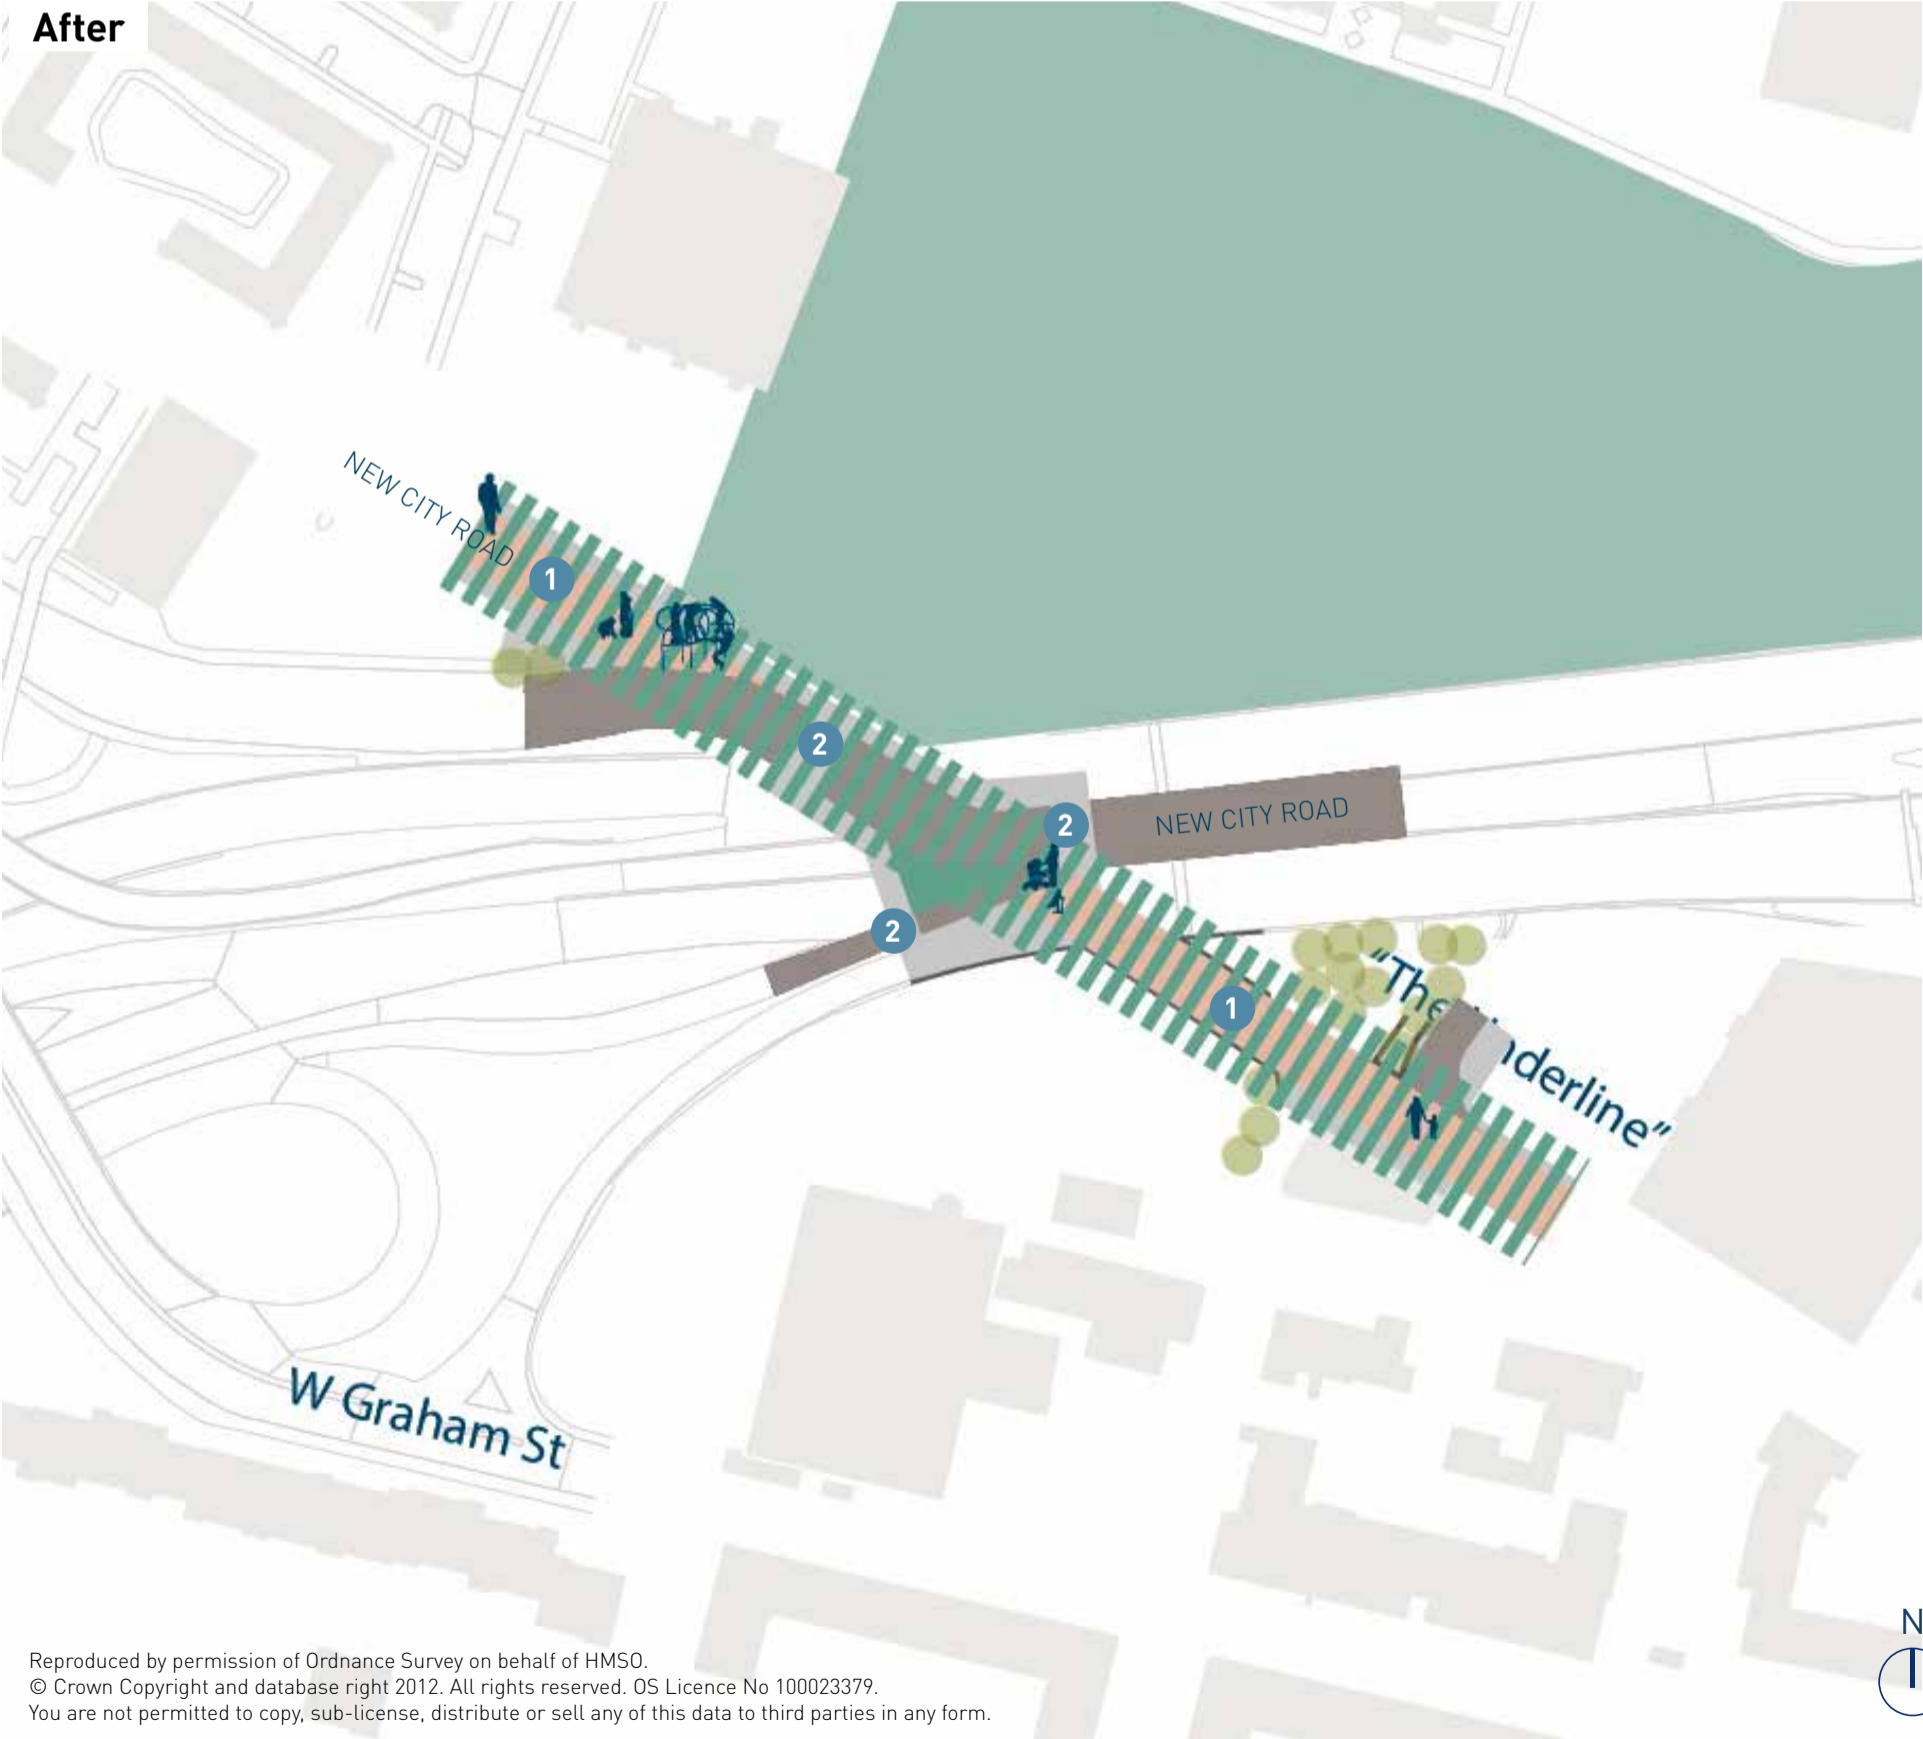 After
NEW CITY ROAD
1
2
2
NEW CITY ROAD
2
1
"The
nderline"
W Graham St
N
Reproduced by permission of Ordnance Survey on behalf of HMSO.
© Crown Copyright and database right 2012. All rights reserved. OS Licence No 100023379.
You are not permitted to copy, sub-license, distribute or sell any of this data to third parties in any form.